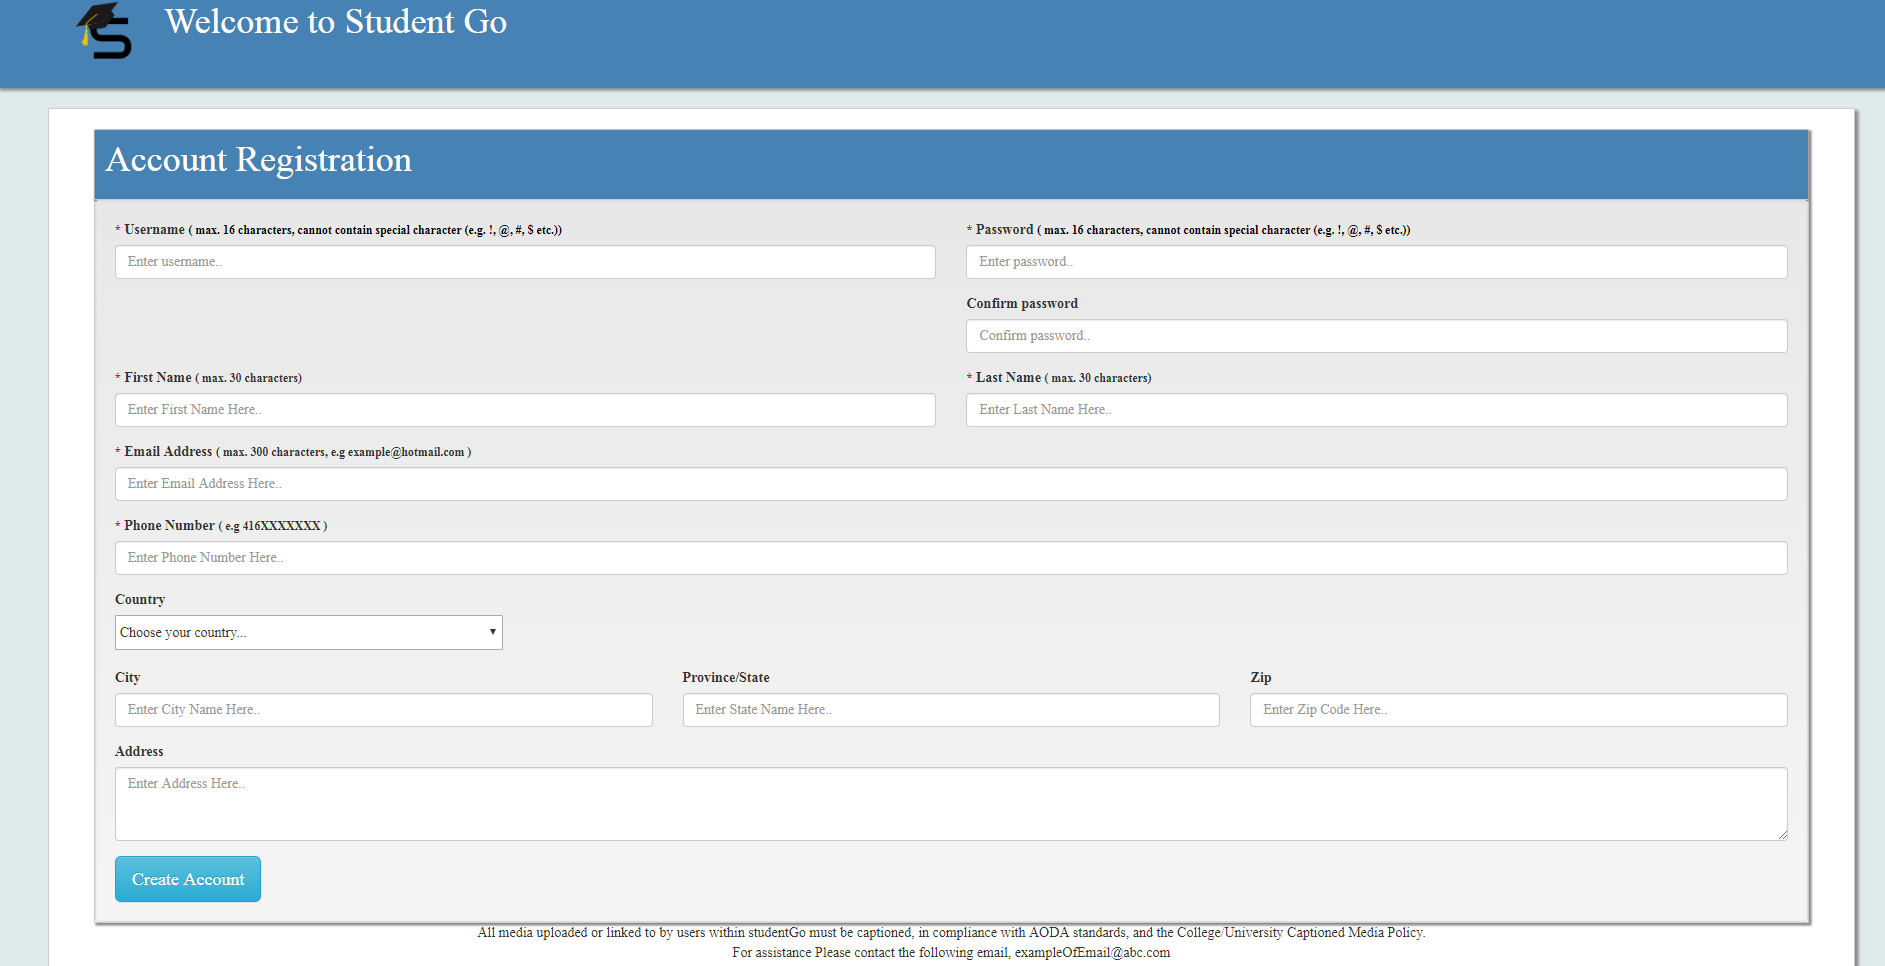 S
Welcome to Student Go
Account Registration
* Username ( max. 16 characters, cannot contain special character (e.g. !, @, #, $ etc.))
* Password ( max. 16 characters, cannot contain special character (e.g. !, @, #, $ etc.))
Enter username..
Enter password..
Confirm password
Confirm password..
* First Name ( max. 30 characters)
* Last Name ( max. 30 characters)
Enter First Name Here..
Enter Last Name Here..
* Email Address ( max. 300 characters, e.g example@hotmail.com )
Enter Email Address Here..
* Phone Number ( e.g 416XXXXXXX )
Enter Phone Number Here..
Country
Choose your country...
City
Province/State
Zip
Enter City Name Here..
Enter State Name Here..
Enter Zip Code Here..
Address
Enter Address Here..
Create Account
All media uploaded or linked to by users within studentGo must be captioned, in compliance with AODA standards, and the College/University Captioned Media Policy.
For assistance Please contact the following email, exampleOfEmail@abc.com